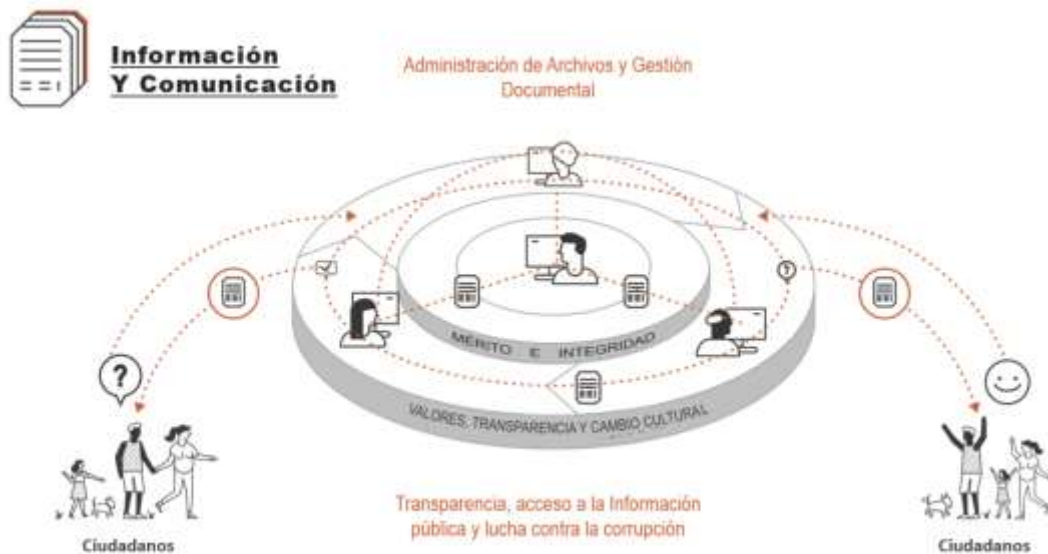 Información
Y Comunicación
Administración de Archivos y Gestión
Documental
?
?
MÉRITO E INTEGRIDAD
VALORES, TRANSPARENCIA Y CAMBIO CULTURAL
Transparencia, acceso a la Información
pública y lucha contra la corrupción
Ciudadanos
Ciudadanos